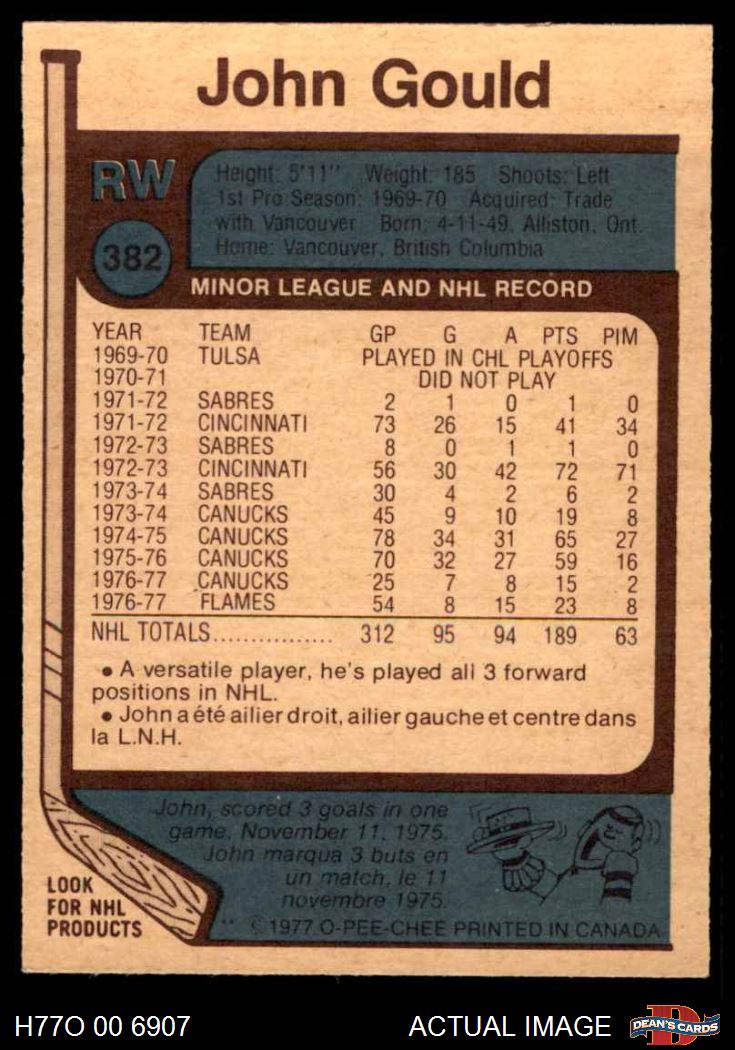 John Gould
RW
Height: 5'11" Weight: 185 Shoots: Left
1st Pro Season: 1969-70 Acquired: Trade
with Vancouver Born: 4-11-49, Alliston, Ont.
Home: Vancouver, British Columbia
382
MINOR LEAGUE AND NHL RECORD
YEAR TEAM GP G A PTS PIM
1969-70 TULSA PLAYED IN CHL PLAYOFFS
1970-71 DID NOT PLAY
1971-72 SABRES 2 1 0 1 0
1971-72 CINCINNATI 73 26 15 41 34
1972-73 SABRES 8 0 1 1 0
1972-73 CINCINNATI 56 30 42 72 71
1973-74 SABRES 30 4 2 6 2
1973-74 CANUCKS 45 9 10 19 8
1974-75 CANUCKS 78 34 31 65 27
1975-76 CANUCKS 70 32 27 59 16
1976-77 CANUCKS 25 7 8 15 2
1976-77 FLAMES 54 8 15 23 8
NHL TOTALS................ 312 95 94 189 63
● A versatile player, he's played all 3 forward
positions in NHL.
● John a été ailier droit, ailier gauche et centre dans
la L.N.H.
John, scored 3 goals in one
game, November 11, 1975.
John marqua 3 buts en
un match, le 11
novembre 1975.
LOOK
FOR NHL
PRODUCTS
** © 1977 O-PEE-CHEE PRINTED IN CANADA
H77O 00 6907
ACTUAL IMAGE
D
DEAN'S CARDS